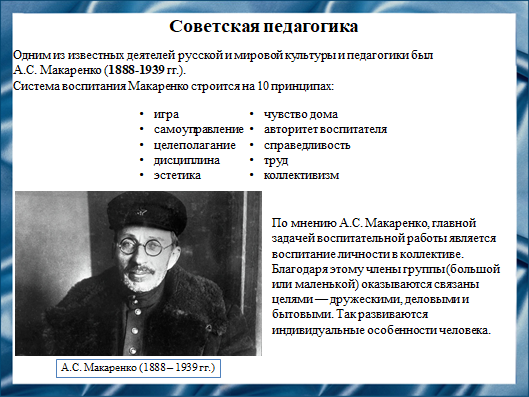 Советская педагогика
Одним из известных деятелей русской и мировой культуры и педагогики был
А.С. Макаренко (1888-1939 гг.).
Система воспитания Макаренко строится на 10 принципах:
• игра
• самоуправление
• целеполагание
• дисциплина
• эстетика
• чувство дома
• авторитет воспитателя
• справедливость
• труд
• коллективизм
По мнению А.С. Макаренко, главной
задачей воспитательной работы является
воспитание личности в коллективе.
Благодаря этому члены группы (большой
или маленькой) оказываются связаны
целями — дружескими, деловыми и
бытовыми. Так развиваются
индивидуальные особенности человека.
А.С. Макаренко (1888 – 1939 гг.)